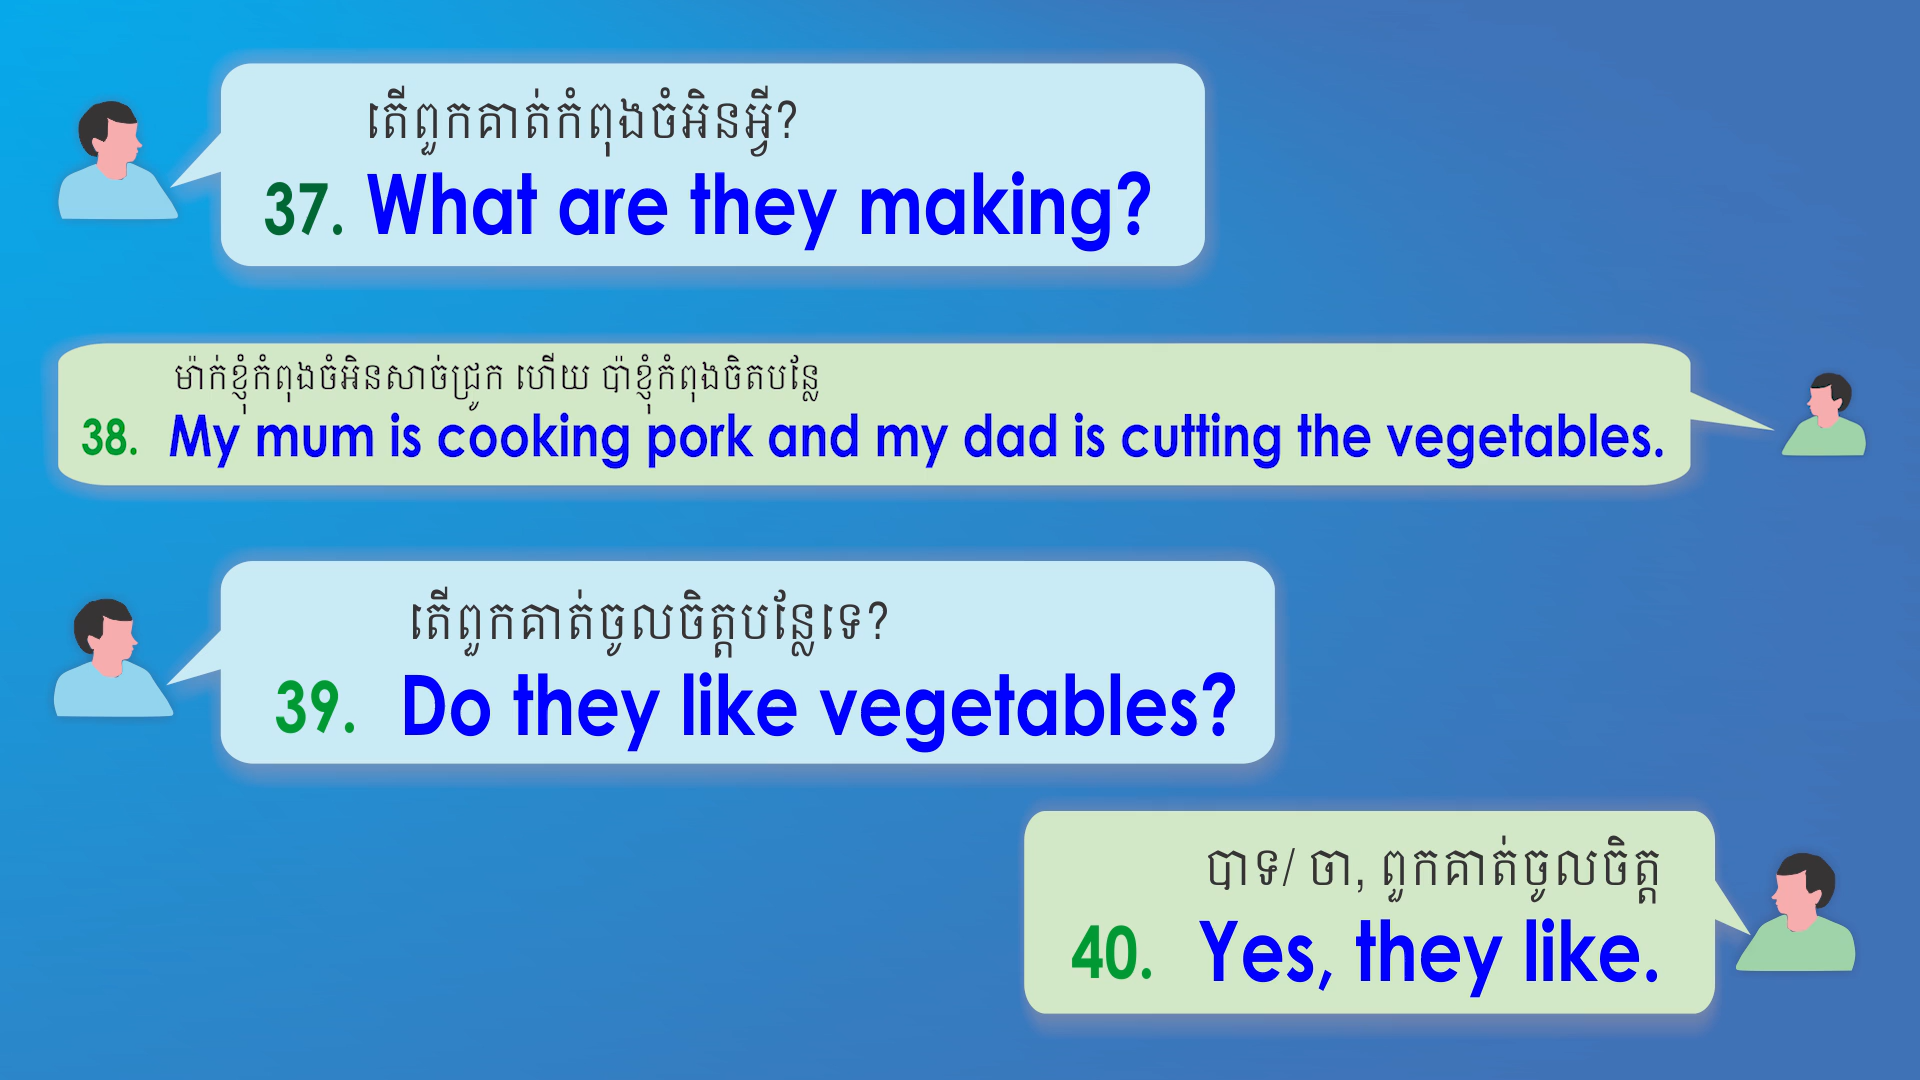 តើពួកគាត់កំពុងចំអិនអ្វី?
37. What are they making?
ម៉ាក់ខ្ញុំកំពុងចំអិនសាច់ជ្រូក ហើយ ប៉ាខ្ញុំកំពុងចិតបន្លែ
38. My mum is cooking pork and my dad is cutting the vegetables.
តើពួកគាត់ចូលចិត្តបន្លែទេ?
39. Do they like vegetables?
បាទ/ ចា, ពួកគាត់ចូលចិត្ត
40. Yes, they like.